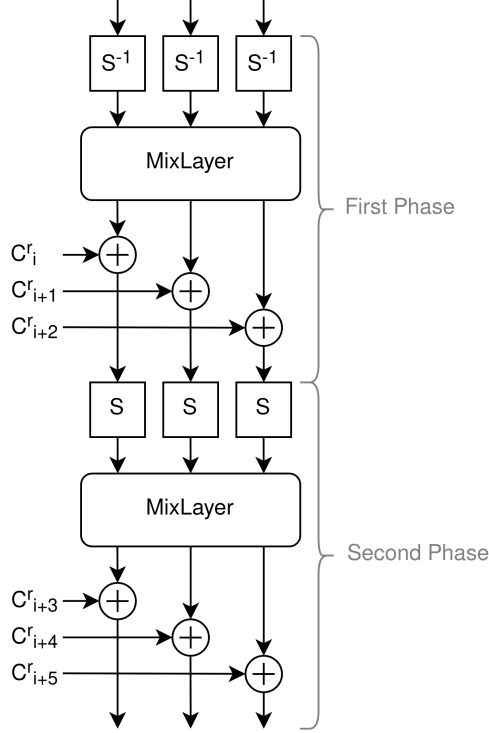 S⁻¹ S⁻¹ S⁻¹
MixLayer
First Phase
Cʳᵢ
Cʳᵢ₊₁
Cʳᵢ₊₂
S S S
MixLayer
Second Phase
Cʳᵢ₊₃
Cʳᵢ₊₄
Cʳᵢ₊₅